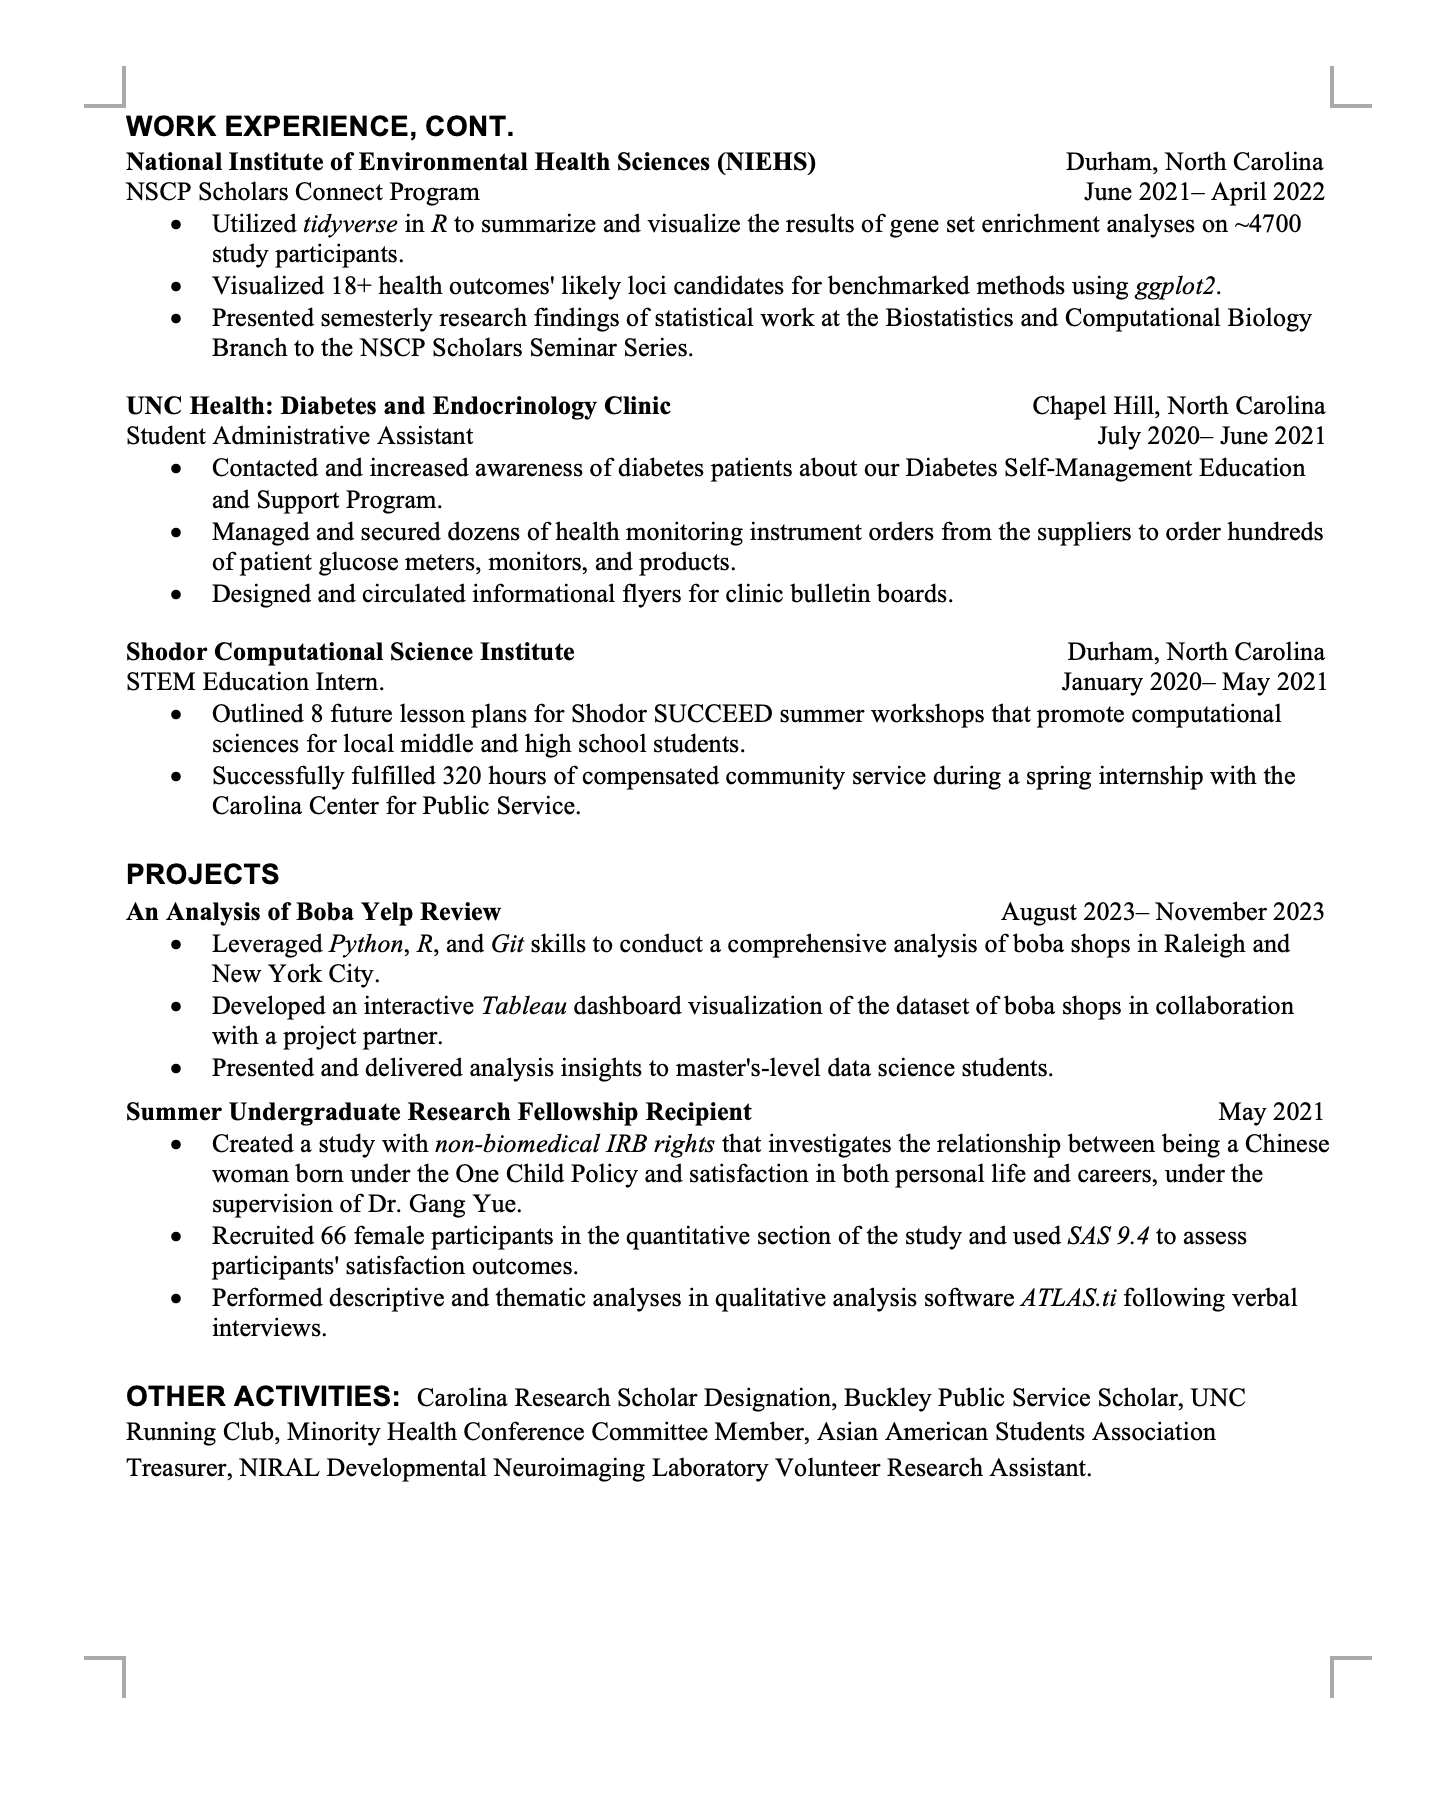 WORK EXPERIENCE, CONT.
National Institute of Environmental Health Sciences (NIEHS) Durham, North Carolina
NSCP Scholars Connect Program June 2021– April 2022
• Utilized tidyverse in R to summarize and visualize the results of gene set enrichment analyses on ~4700
study participants.
• Visualized 18+ health outcomes' likely loci candidates for benchmarked methods using ggplot2.
• Presented semesterly research findings of statistical work at the Biostatistics and Computational Biology
Branch to the NSCP Scholars Seminar Series.
UNC Health: Diabetes and Endocrinology Clinic Chapel Hill, North Carolina
Student Administrative Assistant July 2020– June 2021
• Contacted and increased awareness of diabetes patients about our Diabetes Self-Management Education
and Support Program.
• Managed and secured dozens of health monitoring instrument orders from the suppliers to order hundreds
of patient glucose meters, monitors, and products.
• Designed and circulated informational flyers for clinic bulletin boards.
Shodor Computational Science Institute Durham, North Carolina
STEM Education Intern. January 2020– May 2021
• Outlined 8 future lesson plans for Shodor SUCCEED summer workshops that promote computational
sciences for local middle and high school students.
• Successfully fulfilled 320 hours of compensated community service during a spring internship with the
Carolina Center for Public Service.
PROJECTS
An Analysis of Boba Yelp Review August 2023– November 2023
• Leveraged Python, R, and Git skills to conduct a comprehensive analysis of boba shops in Raleigh and
New York City.
• Developed an interactive Tableau dashboard visualization of the dataset of boba shops in collaboration
with a project partner.
• Presented and delivered analysis insights to master's-level data science students.
Summer Undergraduate Research Fellowship Recipient May 2021
• Created a study with non-biomedical IRB rights that investigates the relationship between being a Chinese
woman born under the One Child Policy and satisfaction in both personal life and careers, under the
supervision of Dr. Gang Yue.
• Recruited 66 female participants in the quantitative section of the study and used SAS 9.4 to assess
participants' satisfaction outcomes.
• Performed descriptive and thematic analyses in qualitative analysis software ATLAS.ti following verbal
interviews.
OTHER ACTIVITIES: Carolina Research Scholar Designation, Buckley Public Service Scholar, UNC
Running Club, Minority Health Conference Committee Member, Asian American Students Association
Treasurer, NIRAL Developmental Neuroimaging Laboratory Volunteer Research Assistant.